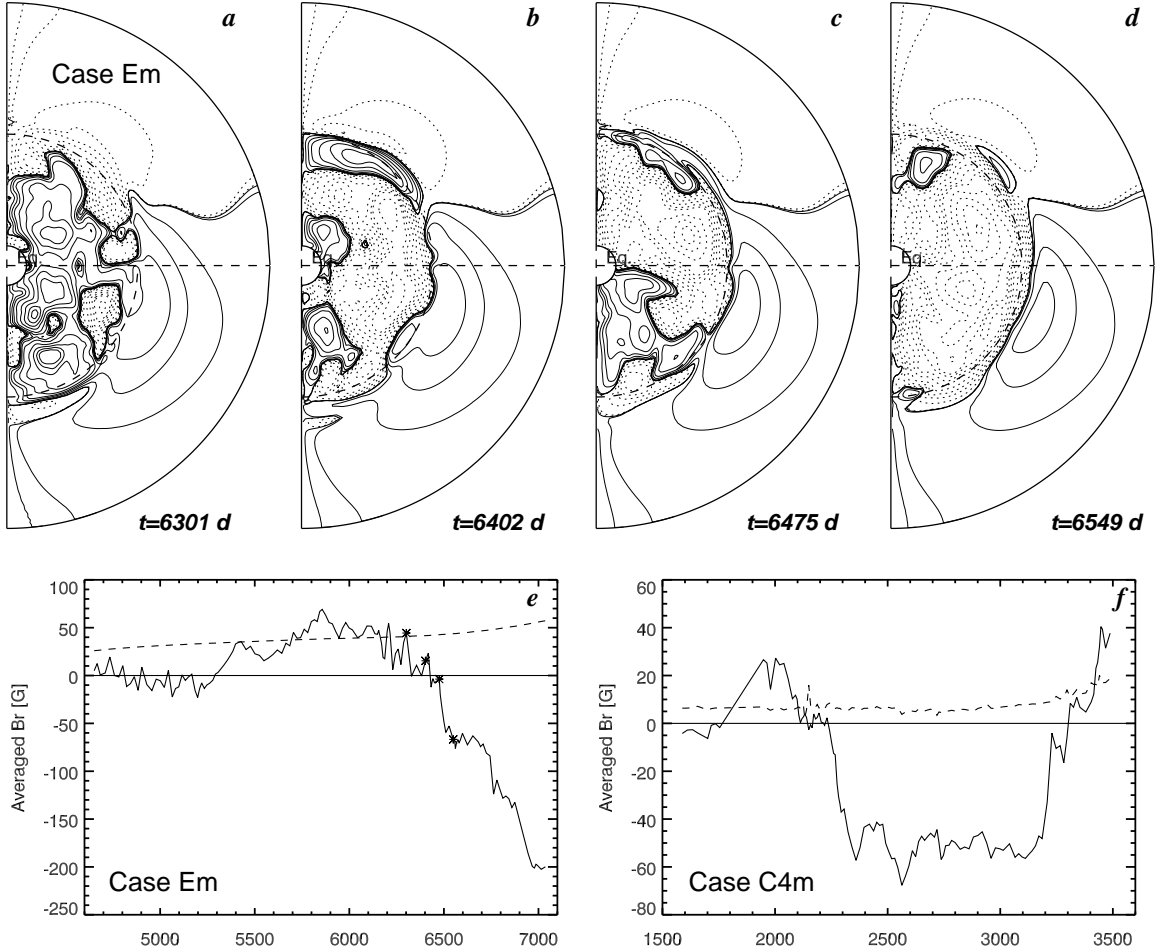 a
b
c
d
Case Em
Eq.
Eq.
Eq.
Eq.
t=6301 d
t=6402 d
t=6475 d
t=6549 d
e
100
50
0
-50
-100
-150
-200
-250
Averaged Br [G]
Case Em
5000 5500 6000 6500 7000
f
60
40
20
0
-20
-40
-60
-80
Averaged Br [G]
Case C4m
1500 2000 2500 3000 3500